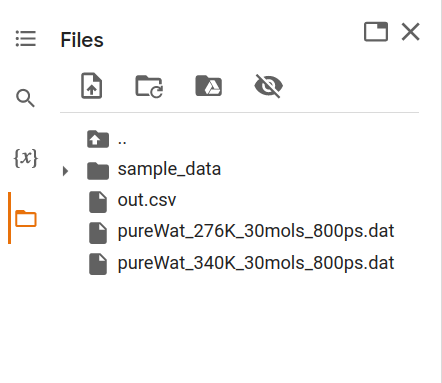 Files
{x}
..
sample_data
out.csv
pureWat_276K_30mols_800ps.dat
pureWat_340K_30mols_800ps.dat